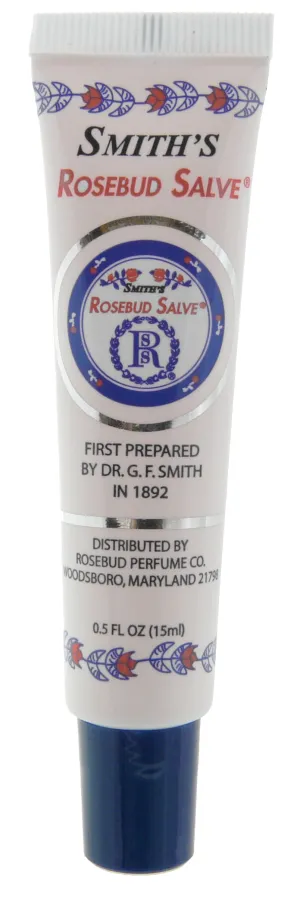 SMITH'S
ROSEBUD SALVE®
SMITH'S
ROSEBUD SALVE®
RSS
®
FIRST PREPARED
BY DR. G. F. SMITH
IN 1892
DISTRIBUTED BY
ROSEBUD PERFUME CO.
WOODSBORO, MARYLAND 21798
0.5 FL OZ (15ml)